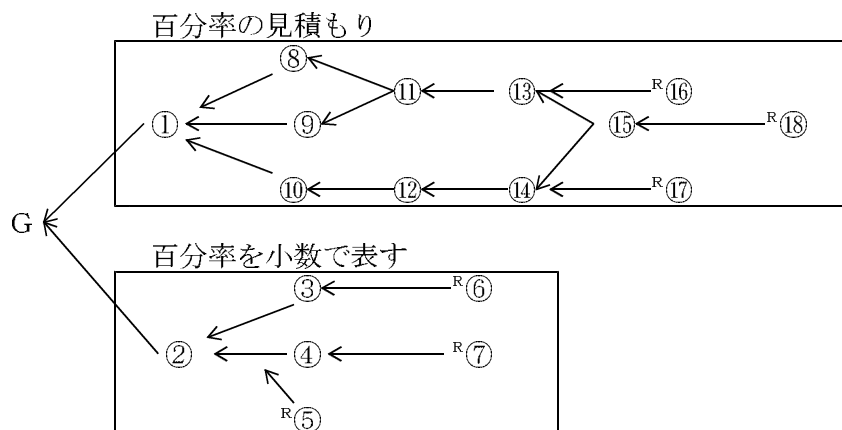 百分率の見積もり
⑧
⑪ ⑬ R⑯
① ⑨ ⑮ R⑱
⑩ ⑫ ⑭ R⑰
G
百分率を小数で表す
③ R⑥
② ④ R⑦
R⑤